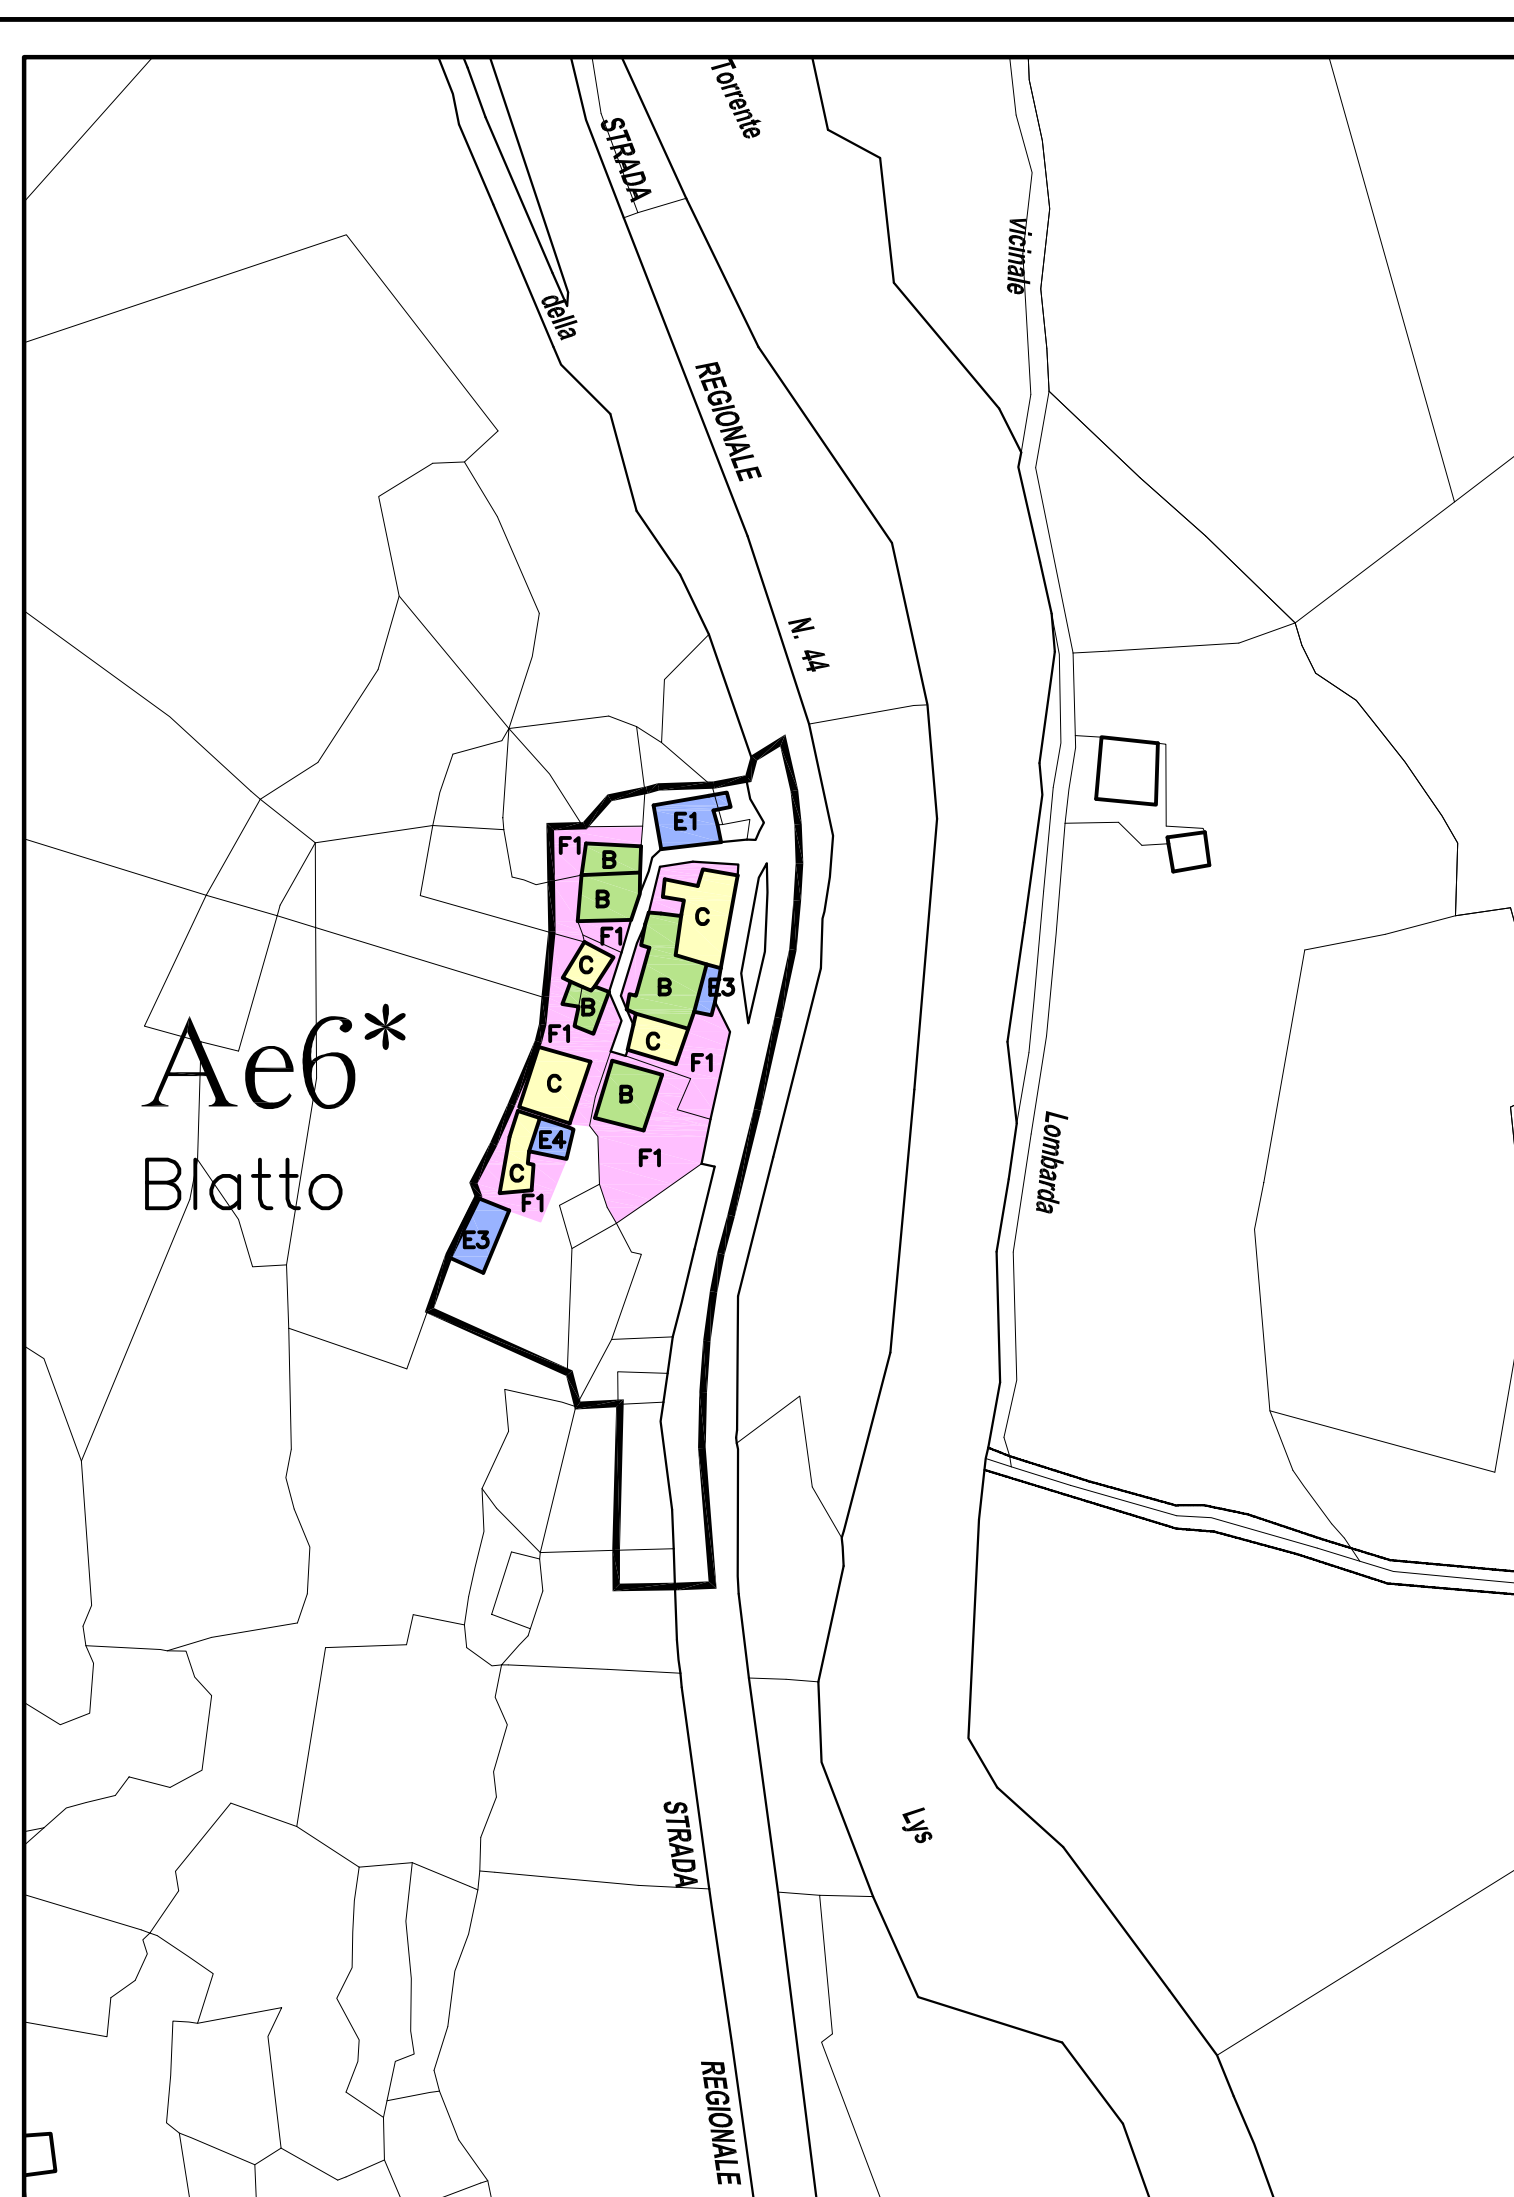 Torrente
STRADA
vicinale
della
REGIONALE
N. 44
E1
F1
B
B
C
F1
C
B
E3
B
F1
C
F1
C
B
Ae6*
E4
Lombarda
F1
C
Blatto
F1
E3
STRADA
Lys
REGIONALE